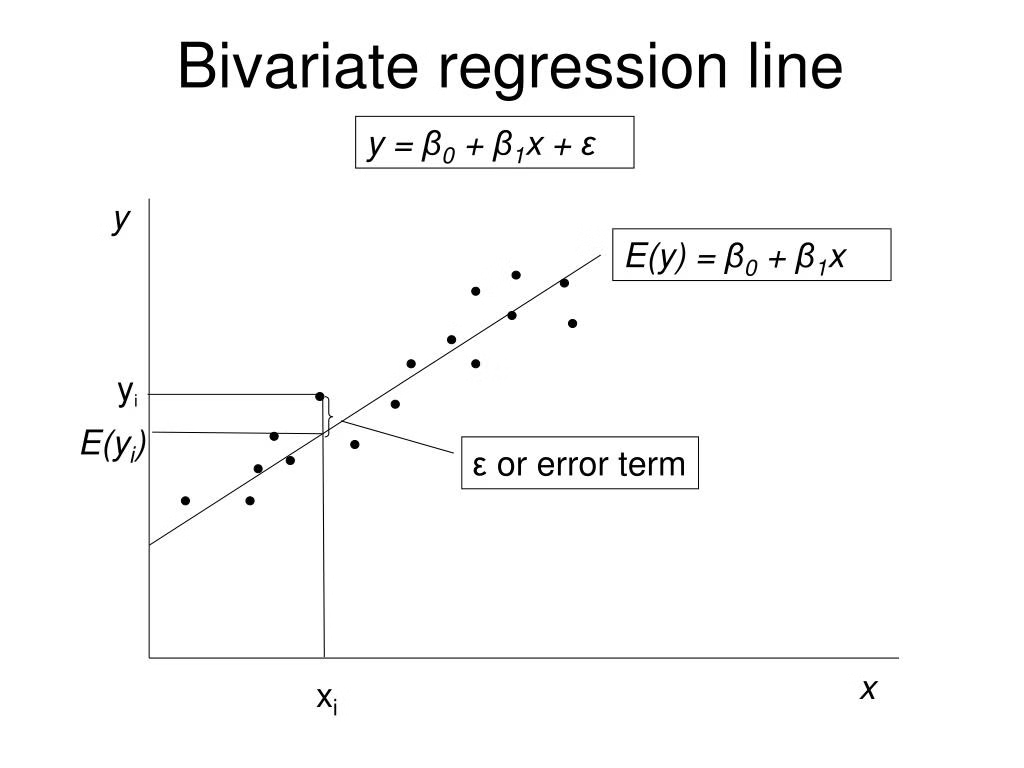 Bivariate regression line
y = β₀ + β₁x + ε
y
E(y) = β₀ + β₁x
yᵢ
E(yᵢ)
ε or error term
xᵢ
x